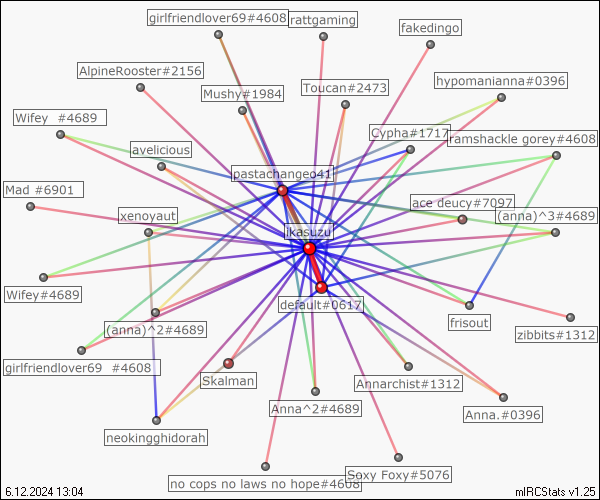 girlfriendlover69#4608
rattgaming
fakedingo
AlpineRooster#2156
Mushy#1984
Toucan#2473
hypomanianna#0396
Wifey #4689
avelicious
Cypha#1717
ramshackle gorey#4608
pastachangeo41
Mad #6901
xenoyaut
ace deucy#7097
(anna)^3#4689
ikasuzu
Wifey#4689
default#0617
(anna)^2#4689
frisout
zibbits#1312
girlfriendlover69 #4608
Skalman
Annarchist#1312
Anna^2#4689
Anna.#0396
neokingghidorah
no cops no laws no hope#4608
Soxy Foxy#5076
6.12.2024 13:04
mIRCStats v1.25